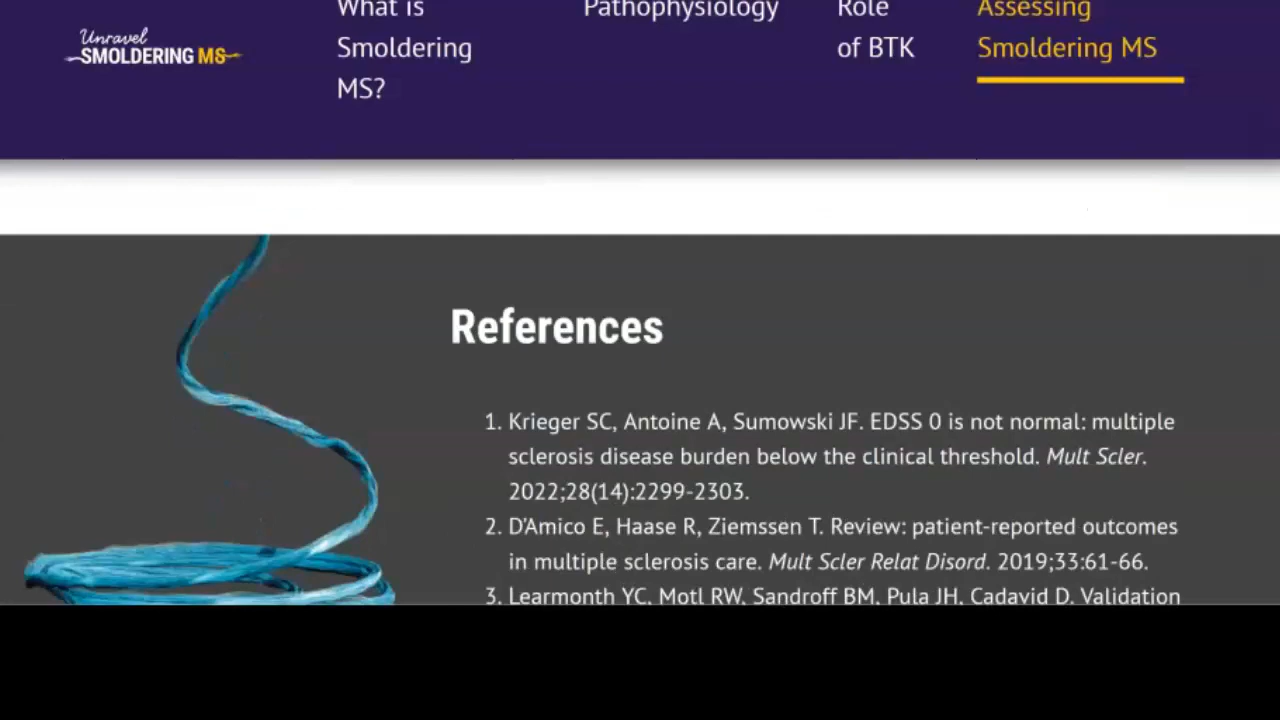 What is
Smoldering
MS?
Pathophysiology
Role
of BTK
Assessing
Smoldering MS
Unravel
SMOLDERING MS
References
1. Krieger SC, Antoine A, Sumowski JF. EDSS 0 is not normal: multiple
sclerosis disease burden below the clinical threshold. Mult Scler.
2022;28(14):2299-2303.
2. D'Amico E, Haase R, Ziemssen T. Review: patient-reported outcomes
in multiple sclerosis care. Mult Scler Relat Disord. 2019;33:61-66.
3. Learmonth YC, Motl RW, Sandroff BM, Pula JH, Cadavid D. Validation